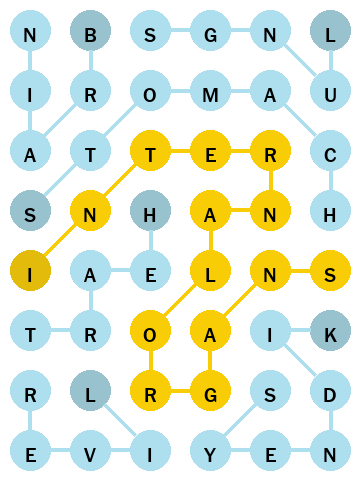 N B S G N L
I R O M A U
A T T E R C
S N H A N H
I A E L N S
T R O A I K
R L R G S D
E V I Y E N